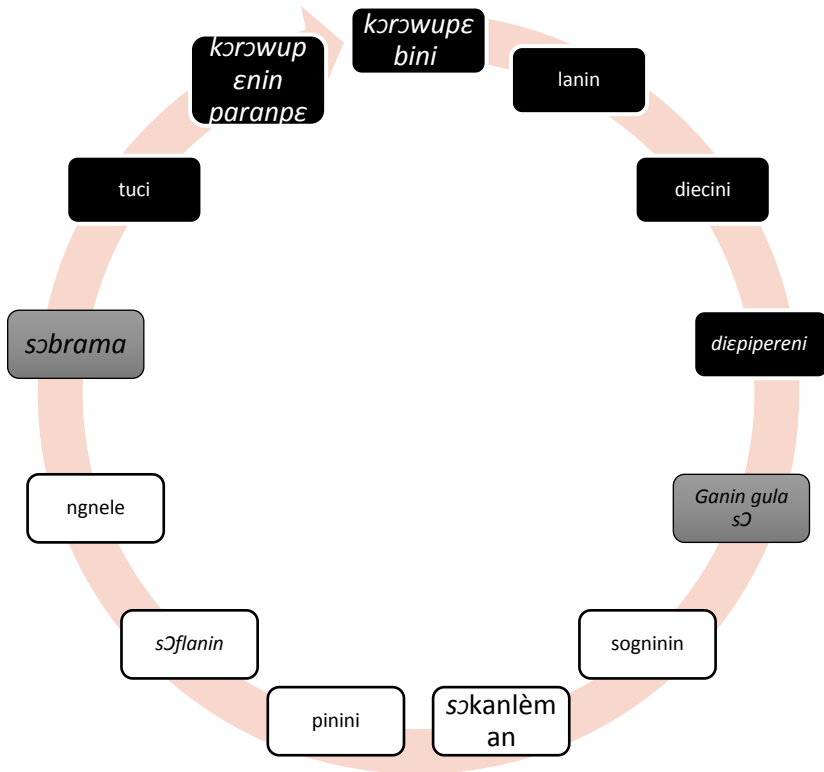 kɔrɔwupɛ
bini
lanin
diecini
diɛpipereni
Ganin gula
sƆ
sogninin
sɔkanlèm
an
pinini
sƆflanin
ngnele
sɔbrama
tuci
kɔrɔwup
ɛnin
paranpɛ